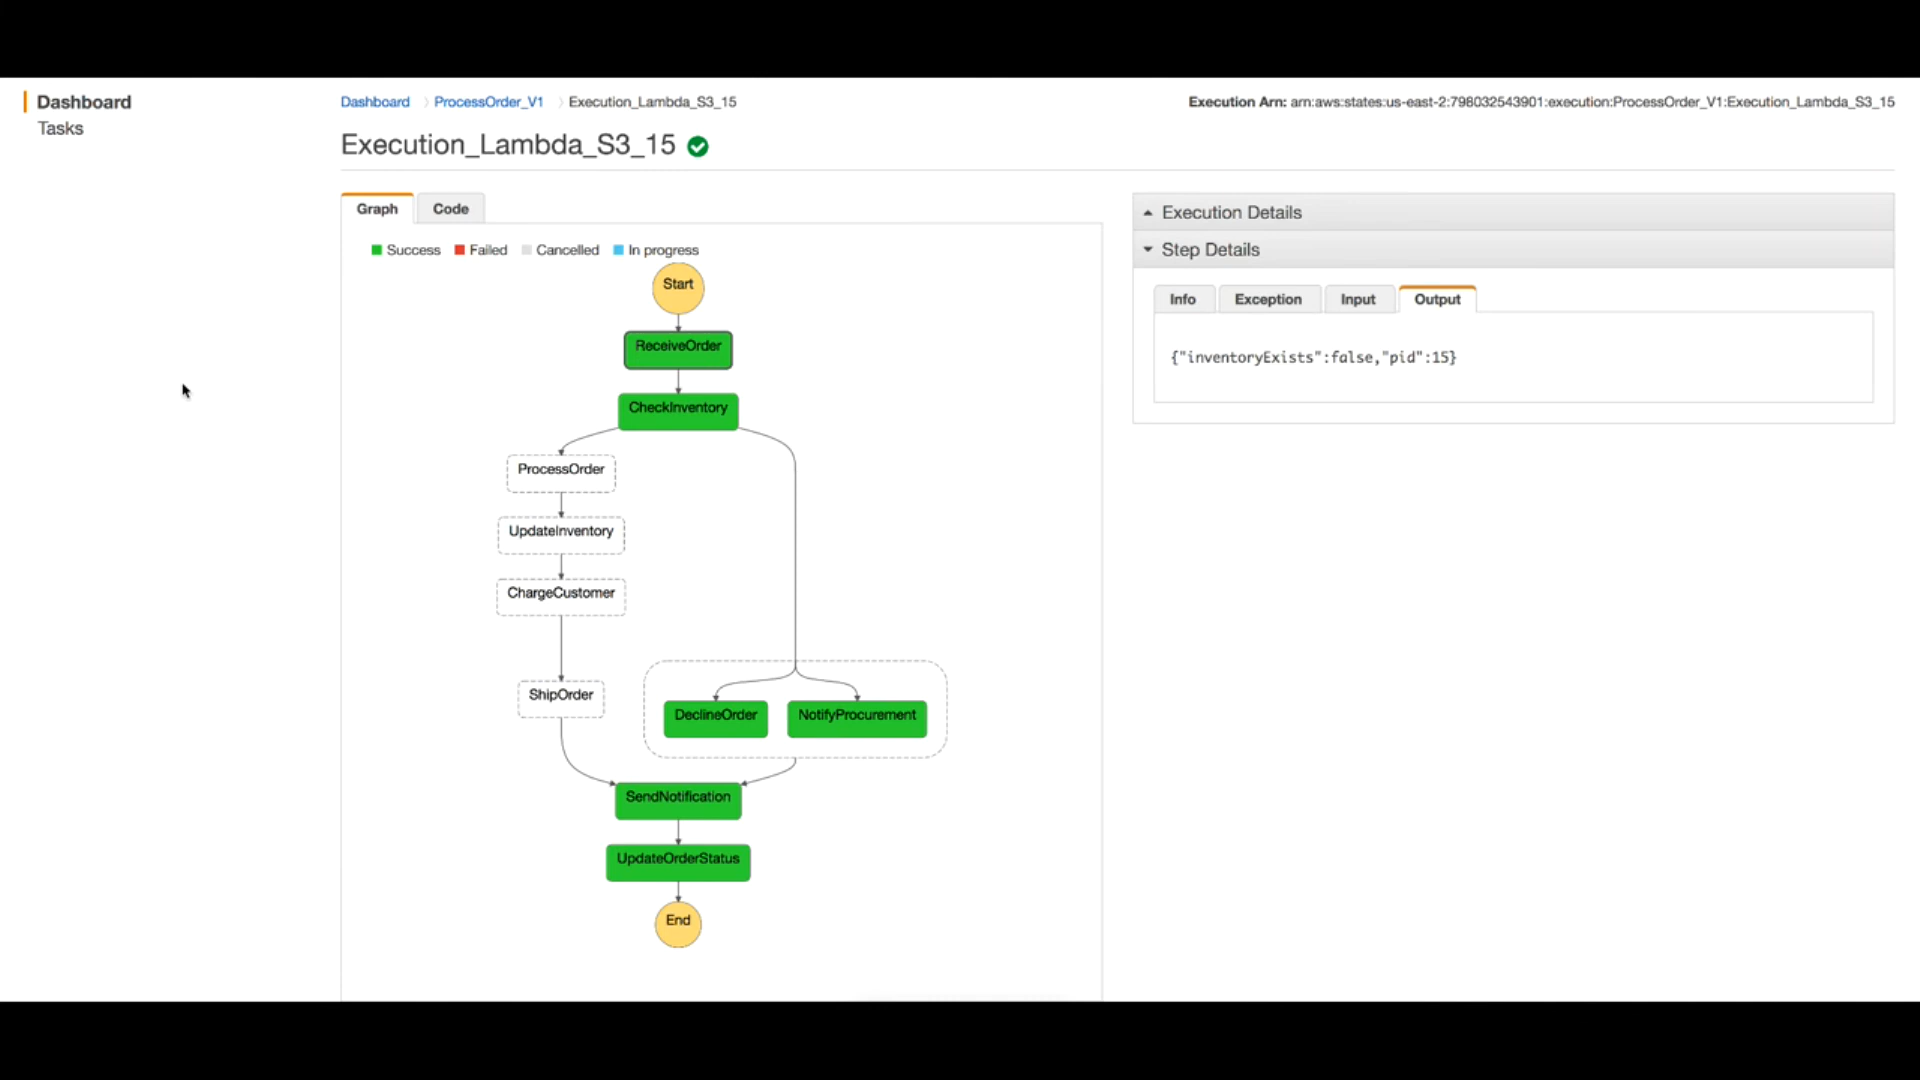 Dashboard
Tasks
Dashboard ProcessOrder_V1 Execution_Lambda_S3_15
Execution Arn: arn:aws:states:us-east-2:798032543901:execution:ProcessOrder_V1:Execution_Lambda_S3_15
Execution_Lambda_S3_15
Graph Code
Success Failed Cancelled In progress
Start
ReceiveOrder
CheckInventory
ProcessOrder
UpdateInventory
ChargeCustomer
ShipOrder
DeclineOrder NotifyProcurement
SendNotification
UpdateOrderStatus
End
Execution Details
Step Details
Info Exception Input Output
{"inventoryExists":false,"pid":15}